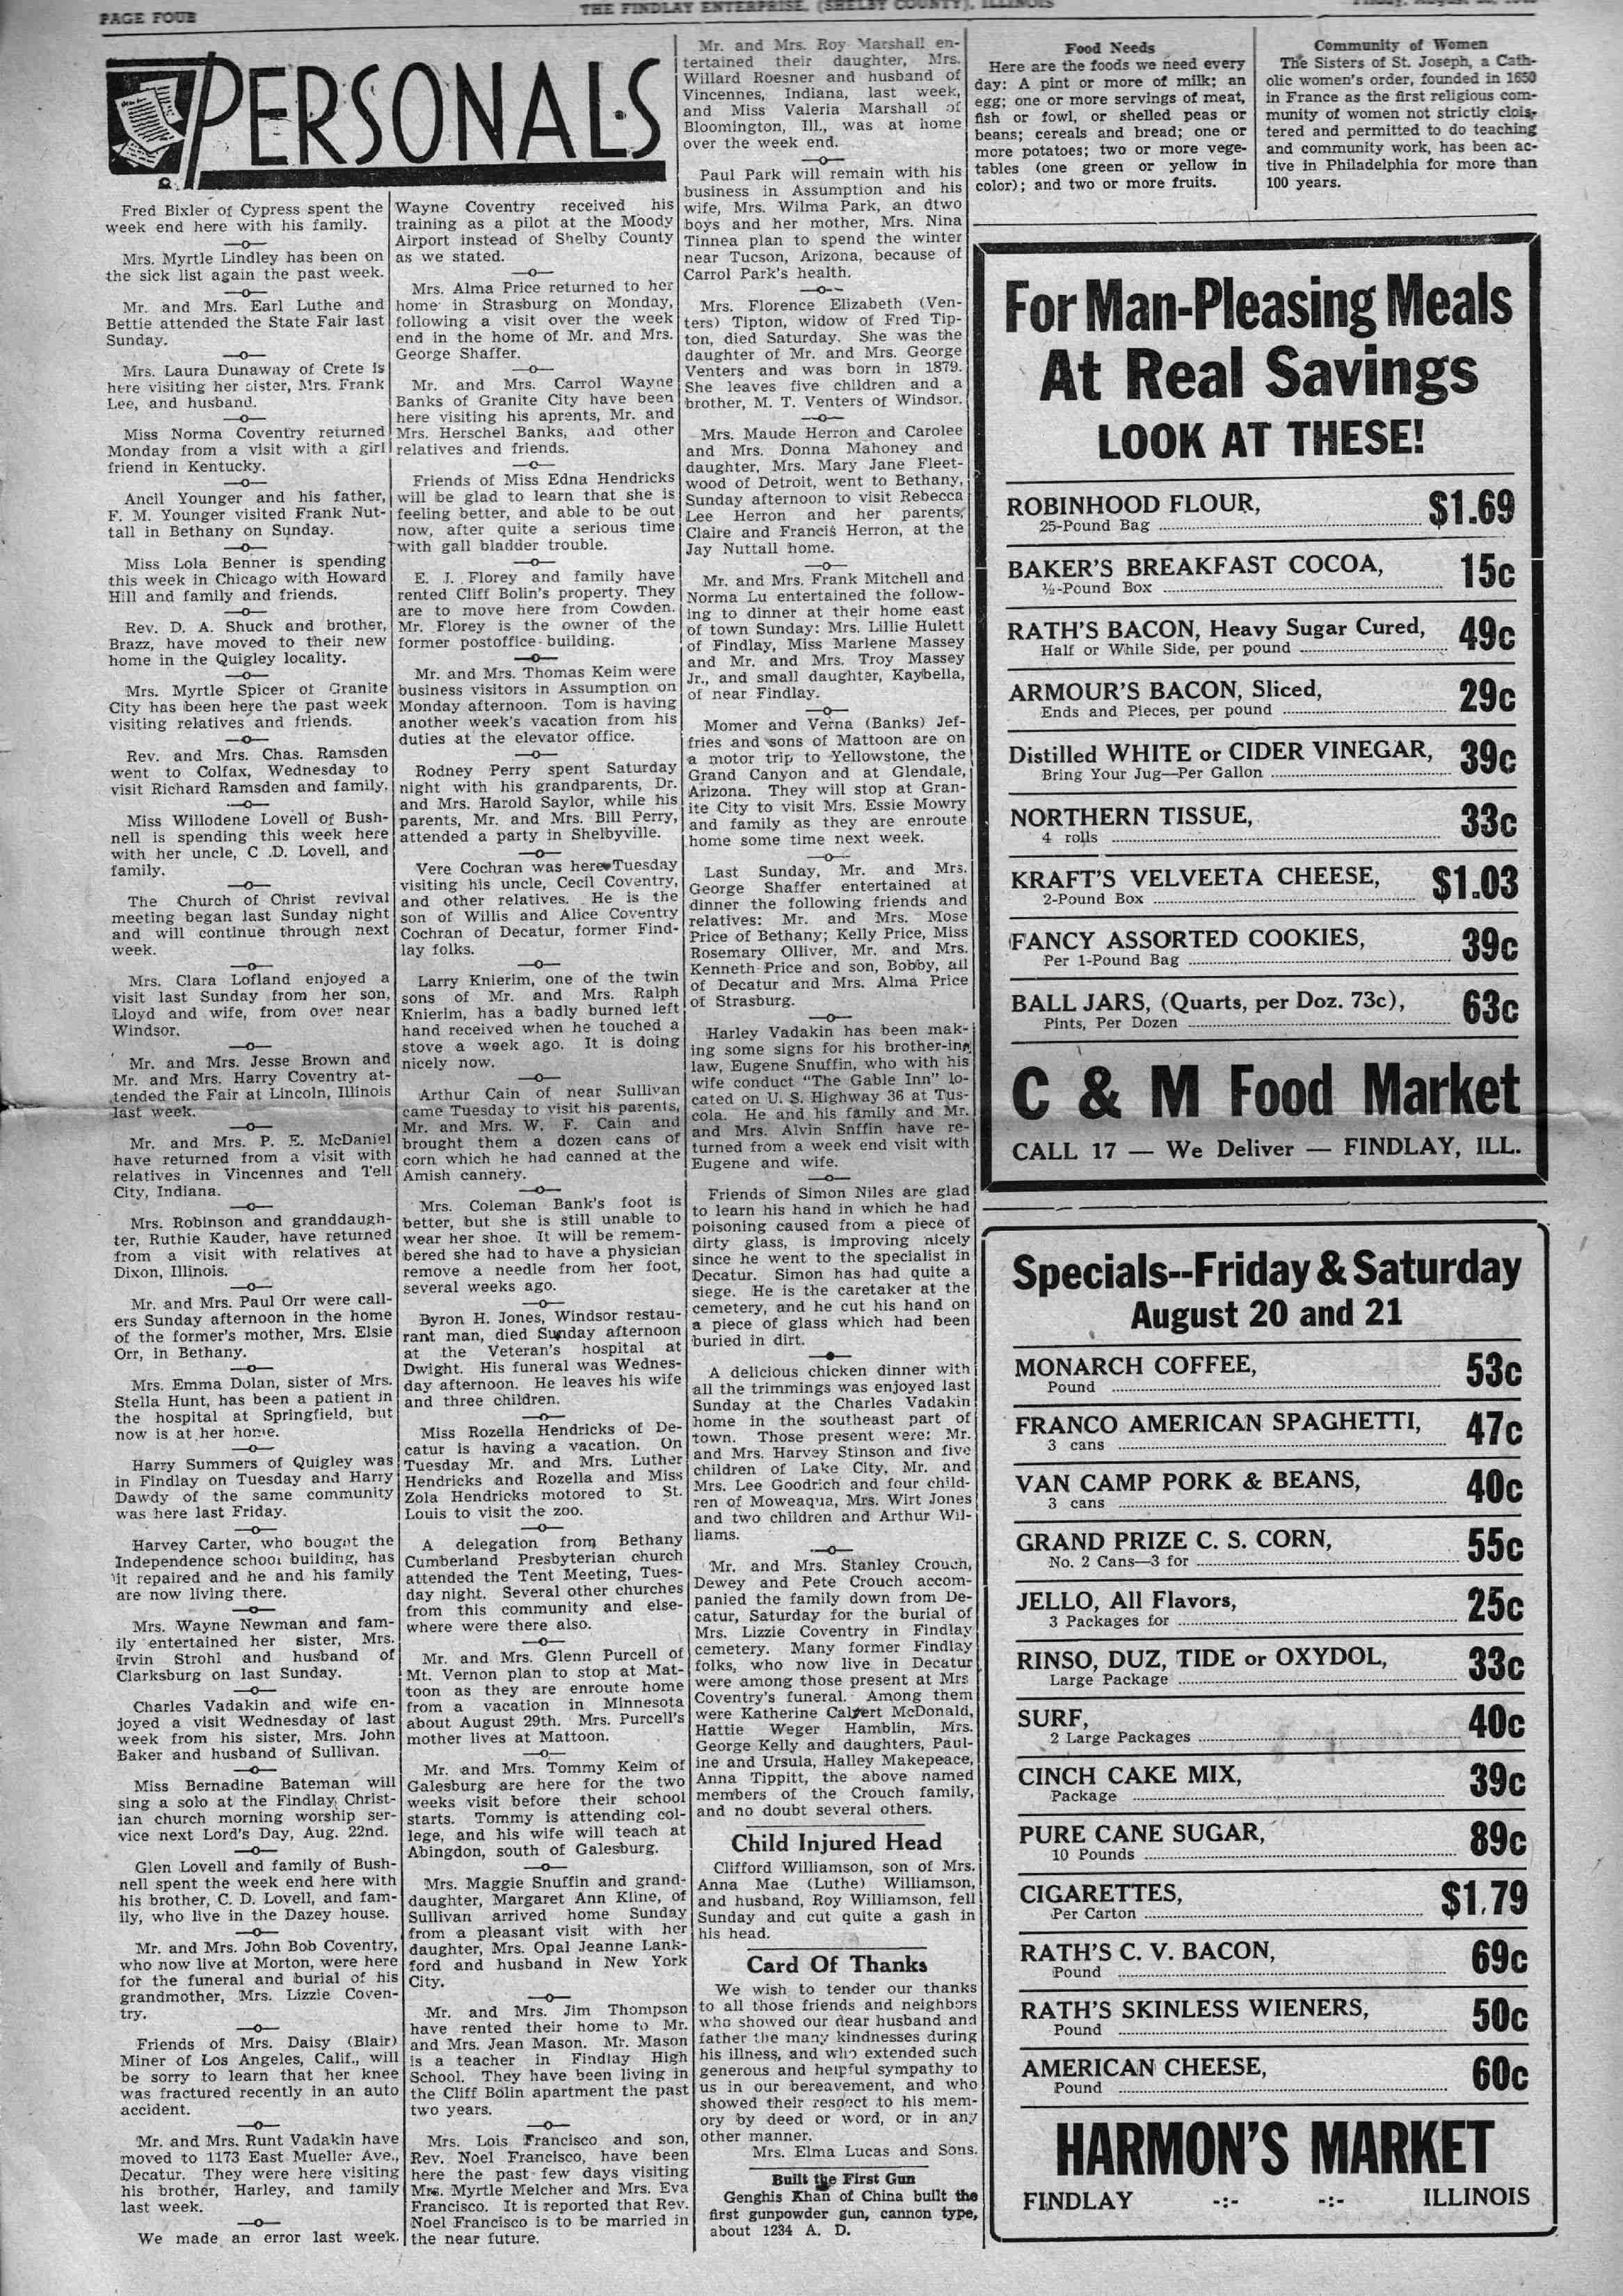 PAGE FOUR
THE FINDLAY ENTERPRISE, (SHELBY COUNTY), ILLINOIS
PERSONALS
Fred Bixler of Cypress spent the
week end here with his family.
—o—
Mrs. Myrtle Lindley has been on
the sick list again the past week.
—o—
Mr. and Mrs. Earl Luthe and
Bettie attended the State Fair last
Sunday.
—o—
Mrs. Laura Dunaway of Crete is
here visiting her sister, Mrs. Frank
Lee, and husband.
—o—
Miss Norma Coventry returned
Monday from a visit with a girl
friend in Kentucky.
—o—
Ancil Younger and his father,
F. M. Younger visited Frank Nut-
tall in Bethany on Sunday.
—o—
Miss Lola Benner is spending
this week in Chicago with Howard
Hill and family and friends.
—o—
Rev. D. A. Shuck and brother,
Brazz, have moved to their new
home in the Quigley locality.
—o—
Mrs. Myrtle Spicer of Granite
City has been here the past week
visiting relatives and friends.
—o—
Rev. and Mrs. Chas. Ramsden
went to Colfax, Wednesday to
visit Richard Ramsden and family.
—o—
Miss Willodene Lovell of Bush-
nell is spending this week here
with her uncle, C .D. Lovell, and
family.
—o—
The Church of Christ revival
meeting began last Sunday night
and will continue through next
week.
—o—
Mrs. Clara Lofland enjoyed a
visit last Sunday from her son,
Lloyd and wife, from over near
Windsor.
—o—
Mr. and Mrs. Jesse Brown and
Mr. and Mrs. Harry Coventry at-
tended the Fair at Lincoln, Illinois
last week.
—o—
Mr. and Mrs. P. E. McDaniel
have returned from a visit with
relatives in Vincennes and Tell
City, Indiana.
—o—
Mrs. Robinson and granddaugh-
ter, Ruthie Kauder, have returned
from a visit with relatives at
Dixon, Illinois.
—o—
Mr. and Mrs. Paul Orr were call-
ers Sunday afternoon in the home
of the former's mother, Mrs. Elsie
Orr, in Bethany.
—o—
Mrs. Emma Dolan, sister of Mrs.
Stella Hunt, has been a patient in
the hospital at Springfield, but
now is at her home.
—o—
Harry Summers of Quigley was
in Findlay on Tuesday and Harry
Dawdy of the same community
was here last Friday.
—o—
Harvey Carter, who bought the
Independence school building, has
it repaired and he and his family
are now living there.
—o—
Mrs. Wayne Newman and fam-
ily entertained her sister, Mrs.
Irvin Strohl and husband of
Clarksburg on last Sunday.
—o—
Charles Vadakin and wife en-
joyed a visit Wednesday of last
week from his sister, Mrs. John
Baker and husband of Sullivan.
—o—
Miss Bernadine Bateman will
sing a solo at the Findlay Christ-
ian church morning worship ser-
vice next Lord's Day, Aug. 22nd.
—o—
Glen Lovell and family of Bush-
nell spent the week end here with
his brother, C. D. Lovell, and fam-
ily, who live in the Dazey house.
—o—
Mr. and Mrs. John Bob Coventry,
who now live at Morton, were here
for the funeral and burial of his
grandmother, Mrs. Lizzie Coven-
try.
—o—
Friends of Mrs. Daisy (Blair)
Miner of Los Angeles, Calif., will
be sorry to learn that her knee
was fractured recently in an auto
accident.
—o—
Mr. and Mrs. Runt Vadakin have
moved to 1173 East Mueller Ave.,
Decatur. They were here visiting
his brother, Harley, and family
last week.
—o—
We made an error last week.
Wayne Coventry received his
training as a pilot at the Moody
Airport instead of Shelby County
as we stated.
—o—
Mrs. Alma Price returned to her
home in Strasburg on Monday,
following a visit over the week
end in the home of Mr. and Mrs.
George Shaffer.
—o—
Mr. and Mrs. Carrol Wayne
Banks of Granite City have been
here visiting his aprents, Mr. and
Mrs. Herschel Banks, and other
relatives and friends.
—o—
Friends of Miss Edna Hendricks
will be glad to learn that she is
feeling better, and able to be out
now, after quite a serious time
with gall bladder trouble.
—o—
E. J. Florey and family have
rented Cliff Bolin's property. They
are to move here from Cowden.
Mr. Florey is the owner of the
former postoffice building.
—o—
Mr. and Mrs. Thomas Keim were
business visitors in Assumption on
Monday afternoon. Tom is having
another week's vacation from his
duties at the elevator office.
—o—
Rodney Perry spent Saturday
night with his grandparents, Dr.
and Mrs. Harold Saylor, while his
parents, Mr. and Mrs. Bill Perry,
attended a party in Shelbyville.
—o—
Vere Cochran was here Tuesday
visiting his uncle, Cecil Coventry,
and other relatives. He is the
son of Willis and Alice Coventry
Cochran of Decatur, former Find-
lay folks.
—o—
Larry Knierim, one of the twin
sons of Mr. and Mrs. Ralph
Knierim, has a badly burned left
hand received when he touched a
stove a week ago. It is doing
nicely now.
—o—
Arthur Cain of near Sullivan
came Tuesday to visit his parents,
Mr. and Mrs. W. F. Cain and
brought them a dozen cans of
corn which he had canned at the
Amish cannery.
—o—
Mrs. Coleman Bank's foot is
better, but she is still unable to
wear her shoe. It will be remem-
bered she had to have a physician
remove a needle from her foot,
several weeks ago.
—o—
Byron H. Jones, Windsor restau-
rant man, died Sunday afternoon
at the Veteran's hospital at
Dwight. His funeral was Wednes-
day afternoon. He leaves his wife
and three children.
—o—
Miss Rozella Hendricks of De-
catur is having a vacation. On
Tuesday Mr. and Mrs. Luther
Hendricks and Rozella and Miss
Zola Hendricks motored to St.
Louis to visit the zoo.
—o—
A delegation from Bethany
Cumberland Presbyterian church
attended the Tent Meeting, Tues-
day night. Several other churches
from this community and else-
where were there also.
—o—
Mr. and Mrs. Glenn Purcell of
Mt. Vernon plan to stop at Mat-
toon as they are enroute home
from a vacation in Minnesota
about August 29th. Mrs. Purcell's
mother lives at Mattoon.
—o—
Mr. and Mrs. Tommy Keim of
Galesburg are here for the two
weeks visit before their school
starts. Tommy is attending col-
lege, and his wife will teach at
Abingdon, south of Galesburg.
—o—
Mrs. Maggie Snuffin and grand-
daughter, Margaret Ann Kline, of
Sullivan arrived home Sunday
from a pleasant visit with her
daughter, Mrs. Opal Jeanne Lank-
ford and husband in New York
City.
—o—
Mr. and Mrs. Jim Thompson
have rented their home to Mr.
and Mrs. Jean Mason. Mr. Mason
is a teacher in Findlay High
School. They have been living in
the Cliff Bolin apartment the past
two years.
—o—
Mrs. Lois Francisco and son,
Rev. Noel Francisco, have been
here the past few days visiting
Mrs. Myrtle Melcher and Mrs. Eva
Francisco. It is reported that Rev.
Noel Francisco is to be married in
the near future.
Mr. and Mrs. Roy Marshall en-
tertained their daughter, Mrs.
Willard Roesner and husband of
Vincennes, Indiana, last week,
and Miss Valeria Marshall of
Bloomington, Ill., was at home
over the week end.
—o—
Paul Park will remain with his
business in Assumption and his
wife, Mrs. Wilma Park, an dtwo
boys and her mother, Mrs. Nina
Tinnea plan to spend the winter
near Tucson, Arizona, because of
Carrol Park's health.
—o—
Mrs. Florence Elizabeth (Ven-
ters) Tipton, widow of Fred Tip-
ton, died Saturday. She was the
daughter of Mr. and Mrs. George
Venters and was born in 1879.
She leaves five children and a
brother, M. T. Venters of Windsor.
—o—
Mrs. Maude Herron and Carolee
and Mrs. Donna Mahoney and
daughter, Mrs. Mary Jane Fleet-
wood of Detroit, went to Bethany,
Sunday afternoon to visit Rebecca
Lee Herron and her parents,
Claire and Francis Herron, at the
Jay Nuttall home.
—o—
Mr. and Mrs. Frank Mitchell and
Norma Lu entertained the follow-
ing to dinner at their home east
of town Sunday: Mrs. Lillie Hulett
of Findlay, Miss Marlene Massey
and Mr. and Mrs. Troy Massey
Jr., and small daughter, Kaybella,
of near Findlay.
—o—
Momer and Verna (Banks) Jef-
fries and sons of Mattoon are on
a motor trip to Yellowstone, the
Grand Canyon and at Glendale,
Arizona. They will stop at Gran-
ite City to visit Mrs. Essie Mowry
and family as they are enroute
home some time next week.
—o—
Last Sunday, Mr. and Mrs.
George Shaffer entertained at
dinner the following friends and
relatives: Mr. and Mrs. Mose
Price of Bethany; Kelly Price, Miss
Rosemary Olliver, Mr. and Mrs.
Kenneth Price and son, Bobby, all
of Decatur and Mrs. Alma Price
of Strasburg.
—o—
Harley Vadakin has been mak-
ing some signs for his brother-in-
law, Eugene Snuffin, who with his
wife conduct "The Gable Inn" lo-
cated on U. S. Highway 36 at Tus-
cola. He and his family and Mr.
and Mrs. Alvin Snffin have re-
turned from a week end visit with
Eugene and wife.
—o—
Friends of Simon Niles are glad
to learn his hand in which he had
poisoning caused from a piece of
dirty glass, is improving nicely
since he went to the specialist in
Decatur. Simon has had quite a
siege. He is the caretaker at the
cemetery, and he cut his hand on
a piece of glass which had been
buried in dirt.
—o—
A delicious chicken dinner with
all the trimmings was enjoyed last
Sunday at the Charles Vadakin
home in the southeast part of
town. Those present were: Mr.
and Mrs. Harvey Stinson and five
children of Lake City, Mr. and
Mrs. Lee Goodrich and four child-
ren of Moweaqua, Mrs. Wirt Jones
and two children and Arthur Wil-
liams.
—o—
Mr. and Mrs. Stanley Crouch,
Dewey and Pete Crouch accom-
panied the family down from De-
catur, Saturday for the burial of
Mrs. Lizzie Coventry in Findlay
cemetery. Many former Findlay
folks, who now live in Decatur
were among those present at Mrs
Coventry's funeral. Among them
were Katherine Calvert McDonald,
Hattie Weger Hamblin, Mrs.
George Kelly and daughters, Paul-
ine and Ursula, Halley Makepeace,
Anna Tippitt, the above named
members of the Crouch family,
and no doubt several others.
Child Injured Head
Clifford Williamson, son of Mrs.
Anna Mae (Luthe) Williamson,
and husband, Roy Williamson, fell
Sunday and cut quite a gash in
his head.
Card Of Thanks
We wish to tender our thanks
to all those friends and neighbors
who showed our dear husband and
father the many kindnesses during
his illness, and who extended such
generous and helpful sympathy to
us in our bereavement, and who
showed their respect to his mem-
ory by deed or word, or in any
other manner.
Mrs. Elma Lucas and Sons.
Built the First Gun
Genghis Khan of China built the
first gunpowder gun, cannon type,
about 1234 A. D.
Food Needs
Here are the foods we need every
day: A pint or more of milk; an
egg; one or more servings of meat,
fish or fowl, or shelled peas or
beans; cereals and bread; one or
more potatoes; two or more vege-
tables (one green or yellow in
color); and two or more fruits.
Community of Women
The Sisters of St. Joseph, a Cath-
olic women's order, founded in 1650
in France as the first religious com-
munity of women not strictly clois-
tered and permitted to do teaching
and community work, has been ac-
tive in Philadelphia for more than
100 years.
For Man-Pleasing Meals
At Real Savings
LOOK AT THESE!
ROBINHOOD FLOUR,
25-Pound Bag $1.69
BAKER'S BREAKFAST COCOA,
½-Pound Box 15c
RATH'S BACON, Heavy Sugar Cured,
Half or While Side, per pound 49c
ARMOUR'S BACON, Sliced,
Ends and Pieces, per pound 29c
Distilled WHITE or CIDER VINEGAR,
Bring Your Jug—Per Gallon 39c
NORTHERN TISSUE,
4 rolls 33c
KRAFT'S VELVEETA CHEESE,
2-Pound Box $1.03
FANCY ASSORTED COOKIES,
Per 1-Pound Bag 39c
BALL JARS, (Quarts, per Doz. 73c),
Pints, Per Dozen 63c
C & M Food Market
CALL 17 — We Deliver — FINDLAY, ILL.
Specials--Friday & Saturday
August 20 and 21
MONARCH COFFEE,
Pound 53c
FRANCO AMERICAN SPAGHETTI,
3 cans 47c
VAN CAMP PORK & BEANS,
3 cans 40c
GRAND PRIZE C. S. CORN,
No. 2 Cans—3 for 55c
JELLO, All Flavors,
3 Packages for 25c
RINSO, DUZ, TIDE or OXYDOL,
Large Package 33c
SURF,
2 Large Packages 40c
CINCH CAKE MIX,
Package 39c
PURE CANE SUGAR,
10 Pounds 89c
CIGARETTES,
Per Carton $1.79
RATH'S C. V. BACON,
Pound 69c
RATH'S SKINLESS WIENERS,
Pound 50c
AMERICAN CHEESE,
Pound 60c
HARMON'S MARKET
FINDLAY -:- -:- ILLINOIS